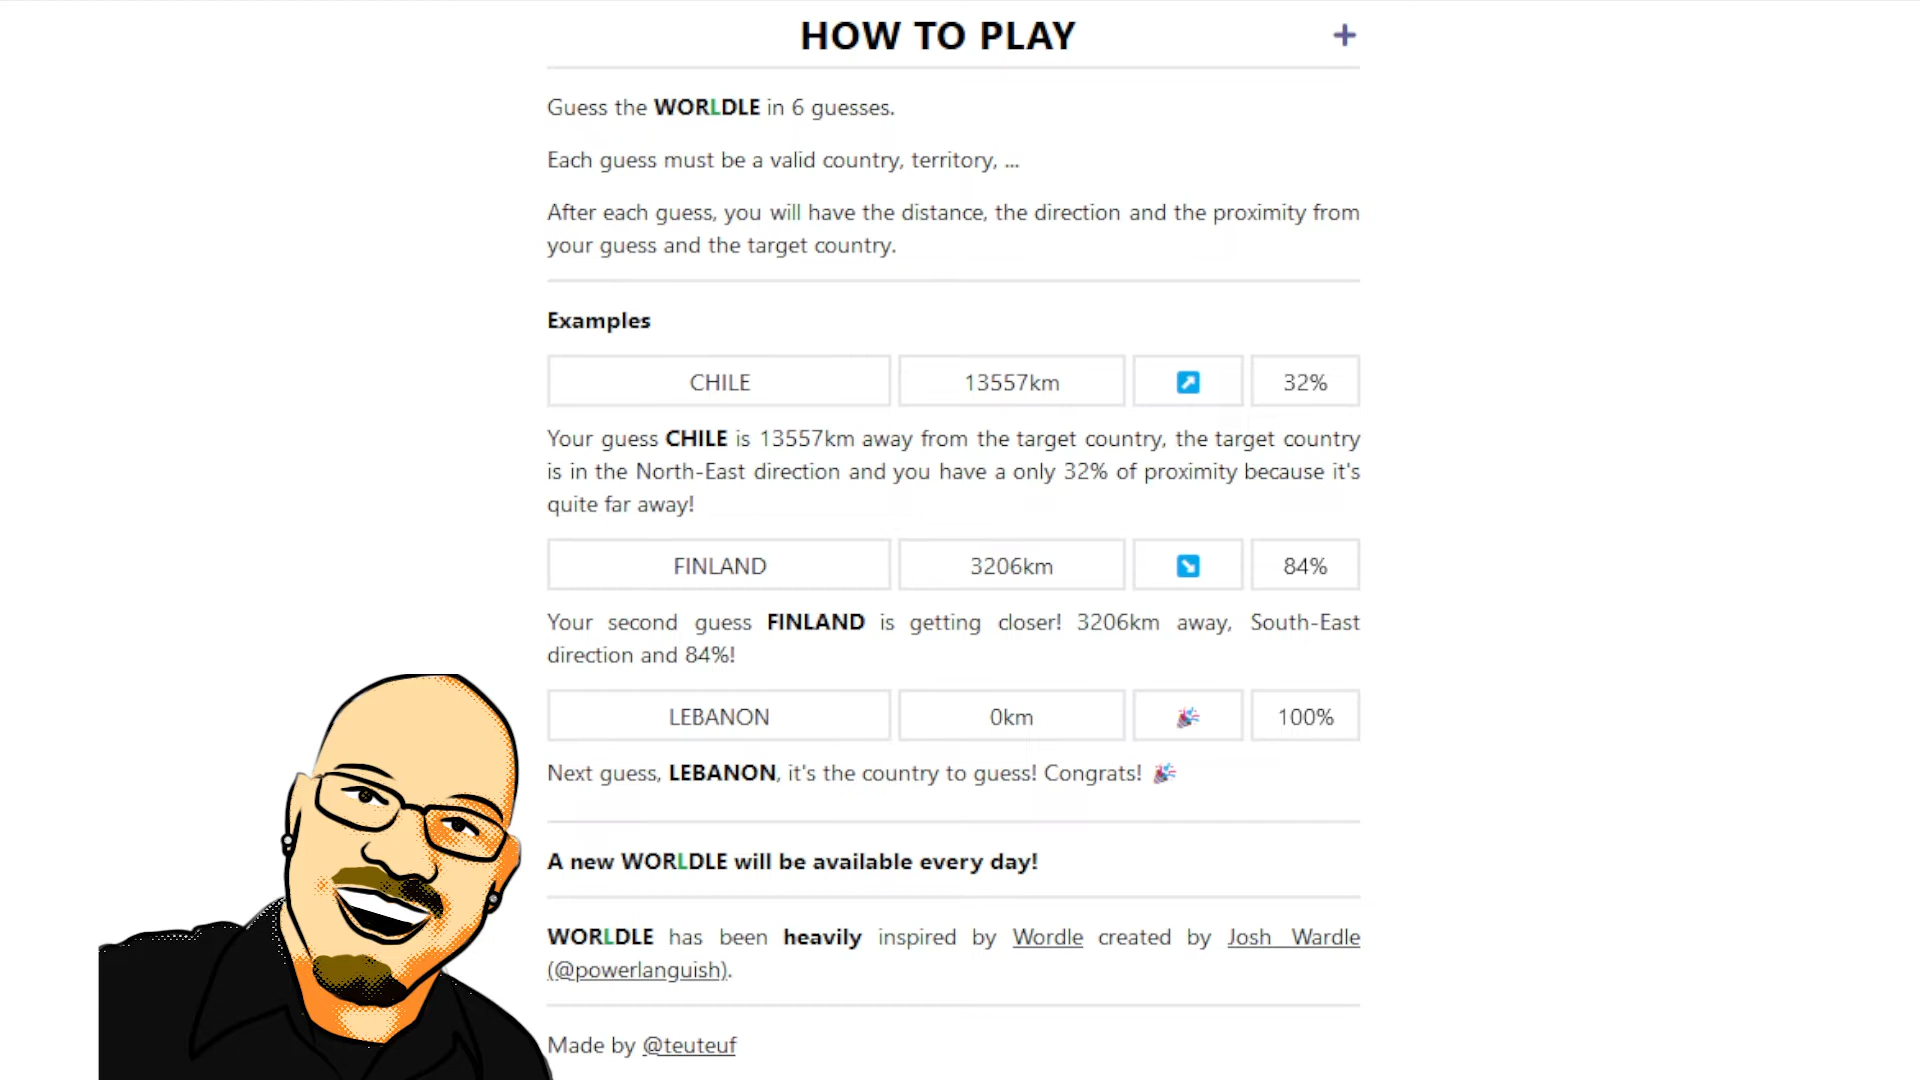 HOW TO PLAY
Guess the WORLDLE in 6 guesses.
Each guess must be a valid country, territory, ...
After each guess, you will have the distance, the direction and the proximity from
your guess and the target country.
Examples
CHILE 13557km ↗ 32%
Your guess CHILE is 13557km away from the target country, the target country
is in the North-East direction and you have a only 32% of proximity because it's
quite far away!
FINLAND 3206km ↘ 84%
Your second guess FINLAND is getting closer! 3206km away, South-East
direction and 84%!
LEBANON 0km 🎉 100%
Next guess, LEBANON, it's the country to guess! Congrats! 🎉
A new WORLDLE will be available every day!
WORLDLE has been heavily inspired by Wordle created by Josh Wardle
(@powerlanguish).
Made by @teuteuf